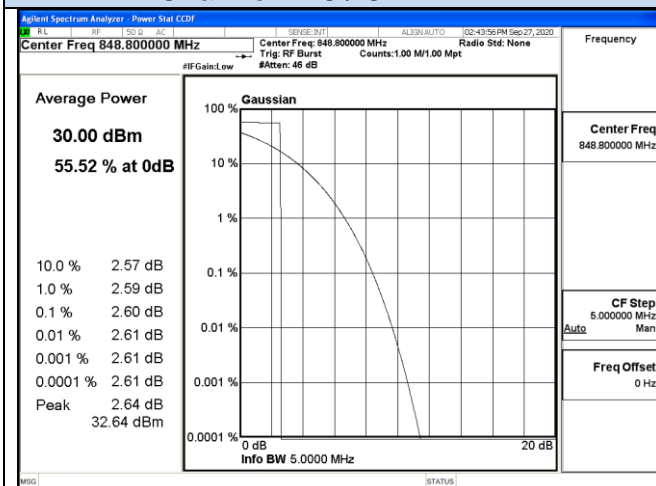 Agilent Spectrum Analyzer - Power Stat CCDF
RL RF 50 Ω AC SENSE:INT ALIGN AUTO 02:43:56 PM Sep 27, 2020
Center Freq 848.800000 MHz
Center Freq: 848.800000 MHz Radio Std: None
Trig: RF Burst Counts:1.00 M/1.00 Mpt
#IFGain:Low #Atten: 46 dB
Frequency
Average Power
30.00 dBm
55.52 % at 0dB
10.0 % 2.57 dB
1.0 % 2.59 dB
0.1 % 2.60 dB
0.01 % 2.61 dB
0.001 % 2.61 dB
0.0001 % 2.61 dB
Peak 2.64 dB
32.64 dBm
Gaussian
100 %
10 %
1 %
0.1 %
0.01 %
0.001 %
0.0001 %
0 dB 20 dB
Info BW 5.0000 MHz
Center Freq
848.800000 MHz
CF Step
5.000000 MHz
Auto Man
Freq Offset
0 Hz
MSG STATUS